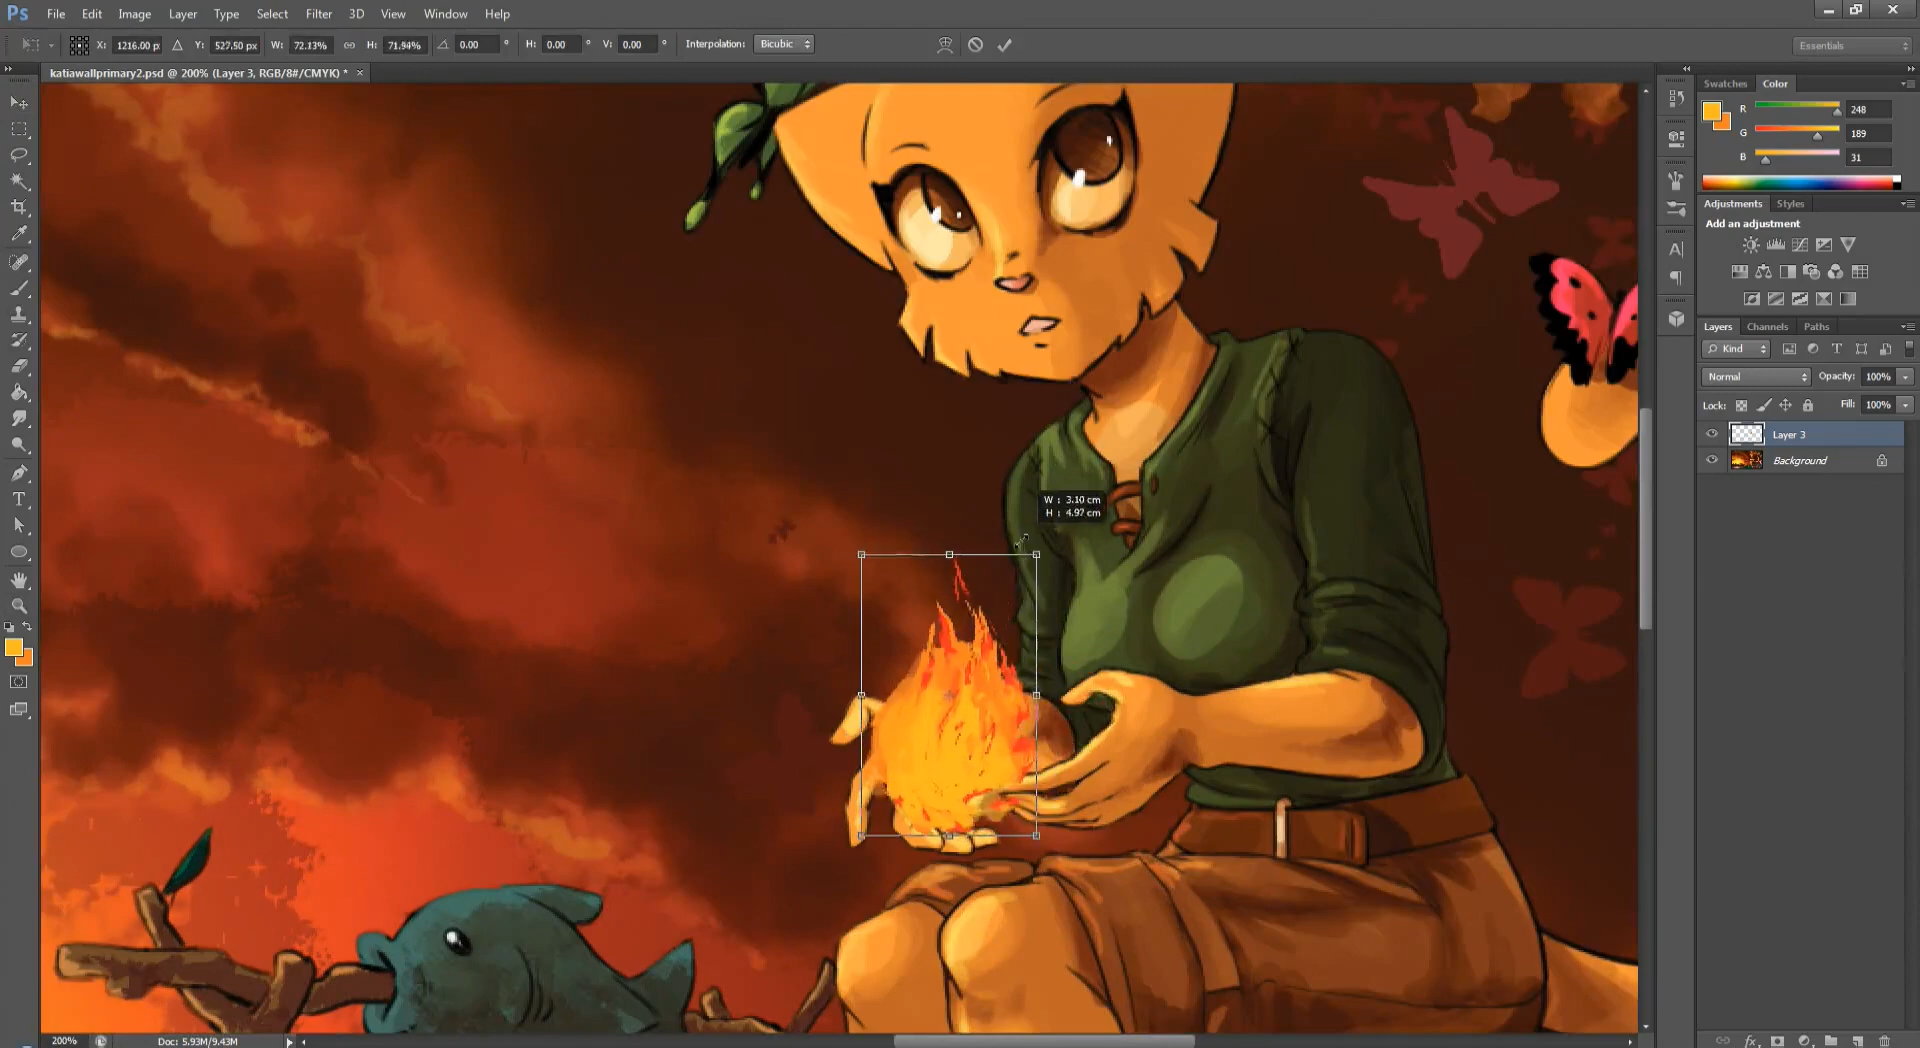 Ps File Edit Image Layer Type Select Filter 3D View Window Help
X: 1216.00 p Y: 527.50 px W: 72.13% H: 71.94% 0.00 ° H: 0.00 ° V: 0.00 ° Interpolation: Bicubic Essentials
katiawallprimary2.psd @ 200% (Layer 3, RGB/8#/CMYK) * ×
Swatches Color
R 248
G 189
B 31
Adjustments Styles
Add an adjustment
Layers Channels Paths
Kind T
Normal Opacity: 100%
Lock: Fill: 100%
Layer 3
Background
W : 3.10 cm
H : 4.97 cm
A
T
fx
200% Doc: 5.93M/9.43M